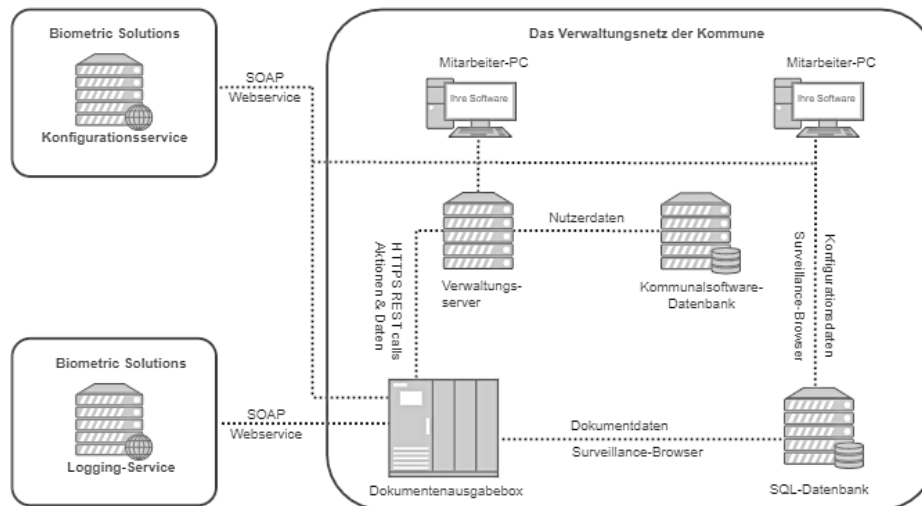 Biometric Solutions
Konfigurationsservice
SOAP
Webservice
Das Verwaltungsnetz der Kommune
Mitarbeiter-PC
Ihre Software
Mitarbeiter-PC
Ihre Software
Nutzerdaten
Verwaltungs-
server
Kommunalsoftware-
Datenbank
HTTPS REST calls
Aktionen & Daten
Konfigurationsdaten
Surveillance-Browser
Biometric Solutions
Logging-Service
SOAP
Webservice
Dokumentenausgabebox
Dokumentdaten
Surveillance-Browser
SQL-Datenbank